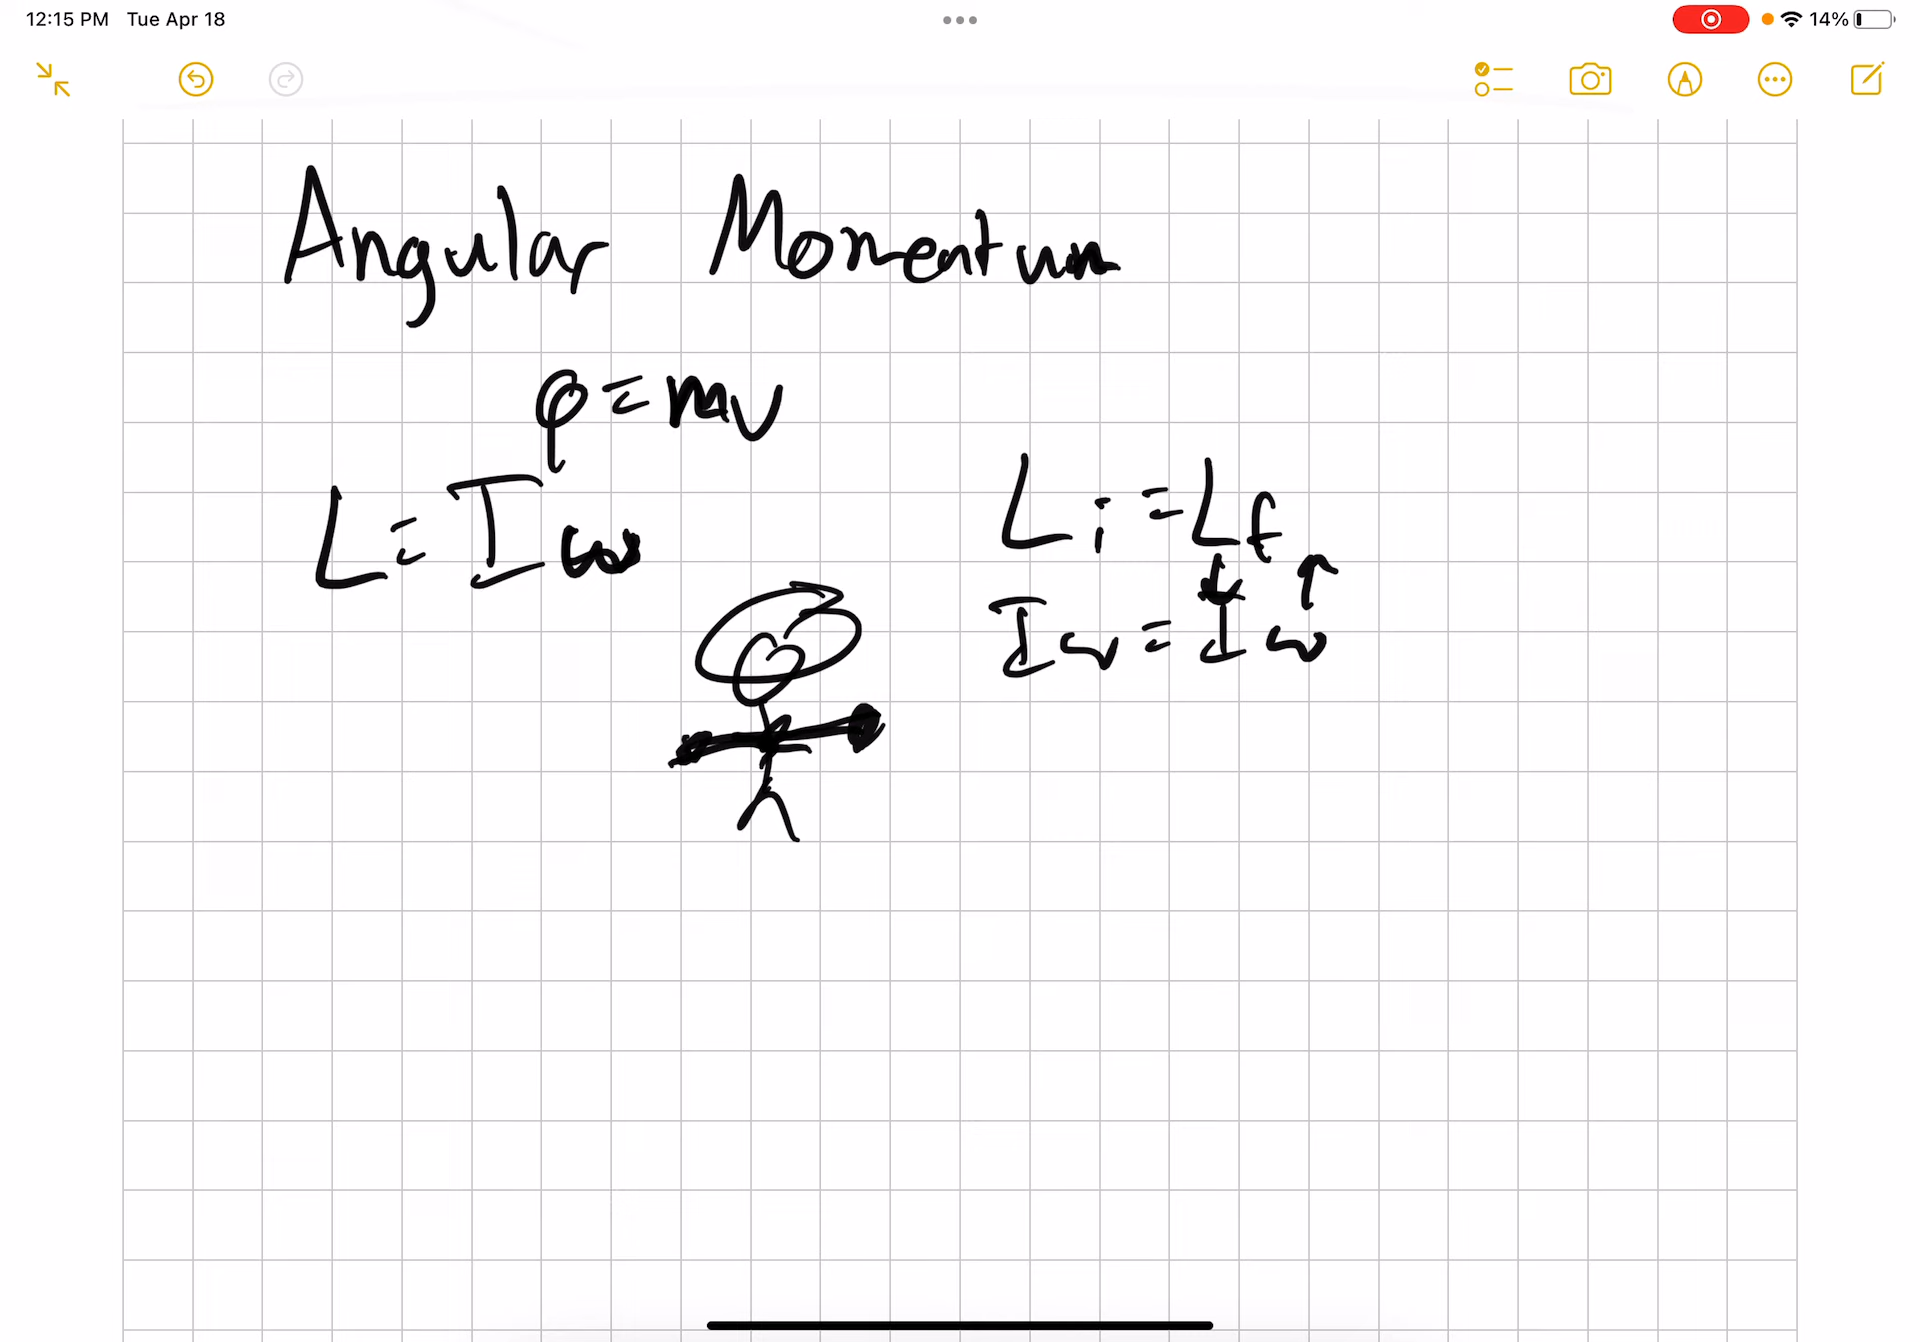 12:15 PM Tue Apr 18 14%
Angular Momentum
p=mv
L=Iω
Li=Lf
↓ ↑
Iω=Iω